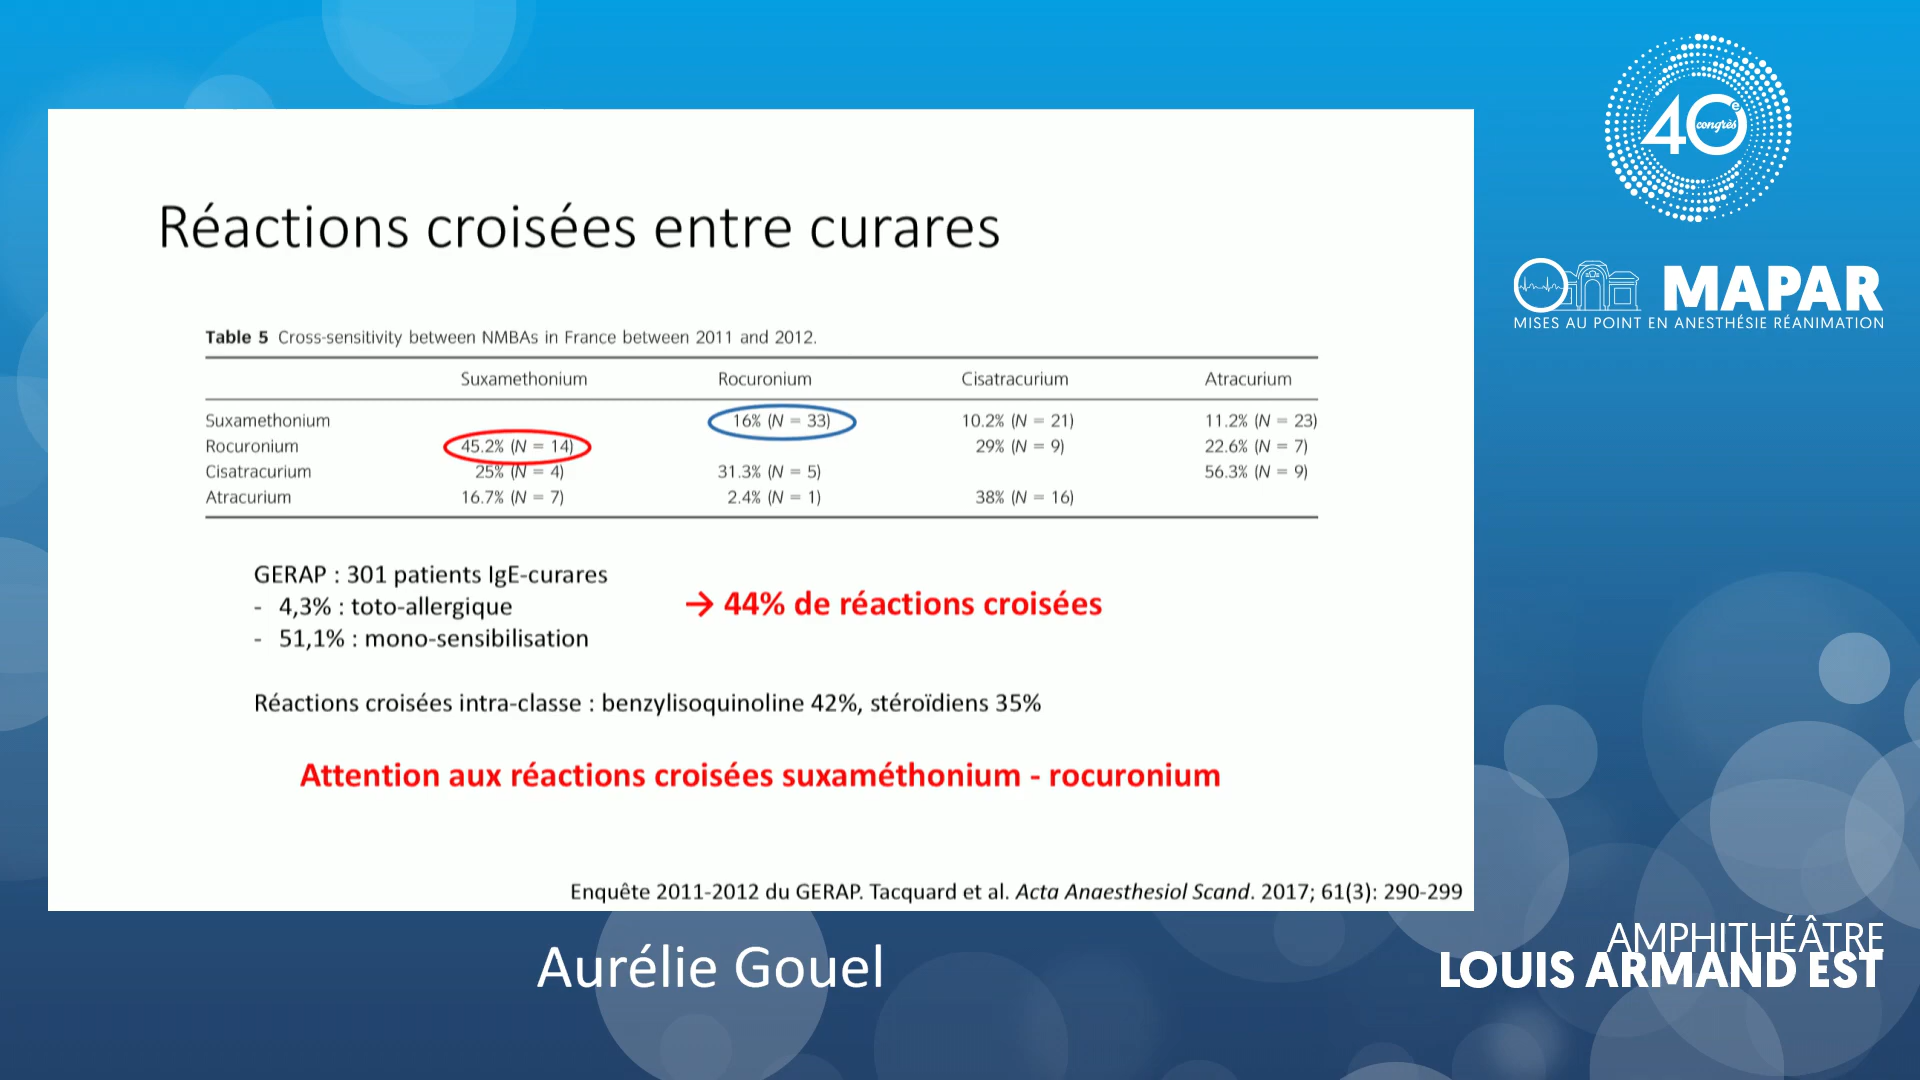 40e congrès
MAPAR
MISES AU POINT EN ANESTHÉSIE RÉANIMATION
Réactions croisées entre curares
Table 5 Cross-sensitivity between NMBAs in France between 2011 and 2012.
Suxamethonium Rocuronium Cisatracurium Atracurium
Suxamethonium 16% (N = 33) 10.2% (N = 21) 11.2% (N = 23)
Rocuronium 45.2% (N = 14) 29% (N = 9) 22.6% (N = 7)
Cisatracurium 25% (N = 4) 31.3% (N = 5) 56.3% (N = 9)
Atracurium 16.7% (N = 7) 2.4% (N = 1) 38% (N = 16)
GERAP : 301 patients IgE-curares
- 4,3% : toto-allergique
→ 44% de réactions croisées
- 51,1% : mono-sensibilisation
Réactions croisées intra-classe : benzylisoquinoline 42%, stéroïdiens 35%
Attention aux réactions croisées suxaméthonium - rocuronium
Enquête 2011-2012 du GERAP. Tacquard et al. Acta Anaesthesiol Scand. 2017; 61(3): 290-299
Aurélie Gouel
AMPHITHÉÂTRE
LOUIS ARMAND EST